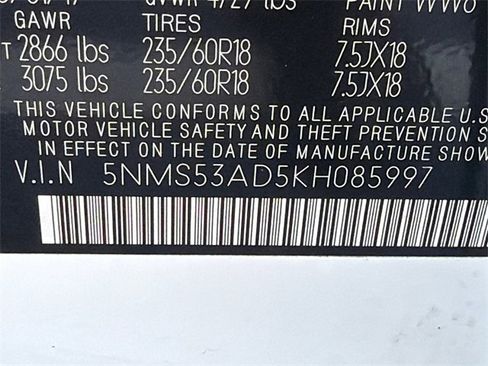 GAWR TIRES RIMS
T 2866 lbs 235/60R18 7.5JX18
3075 lbs 235/60R18 7.5JX18
THIS VEHICLE CONFORMS TO ALL APPLICABLE U.S
MOTOR VEHICLE SAFETY AND THEFT PREVENTION S
IN EFFECT ON THE DATE OF MANUFACTURE SHOW
V.I.N 5NMS53AD5KH085997